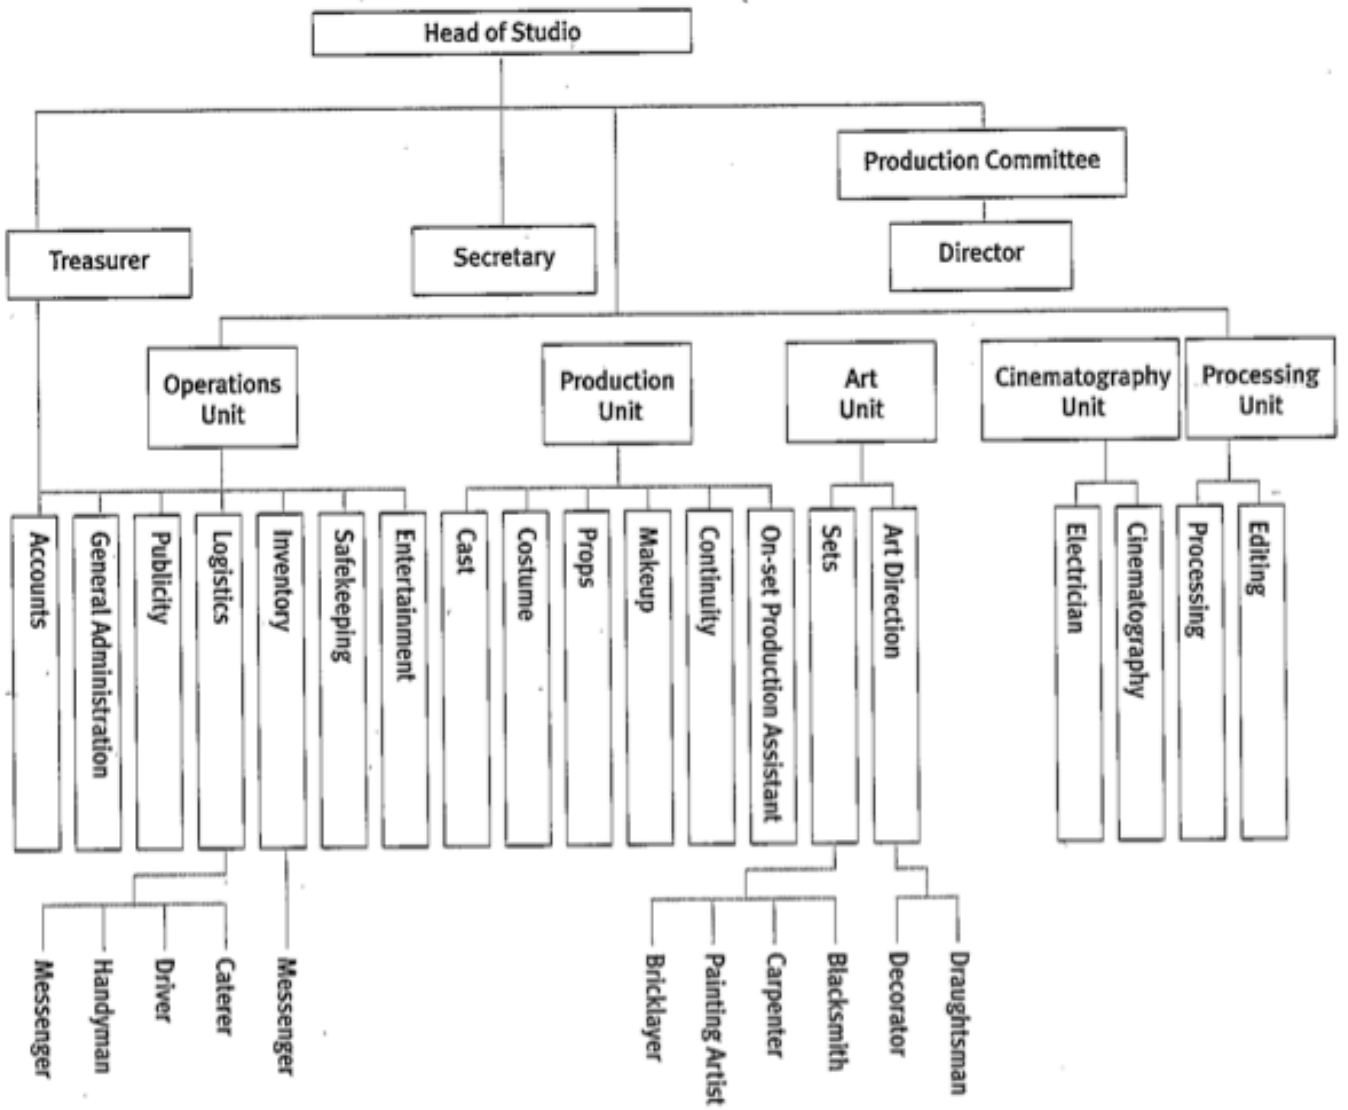 Head of Studio
Production Committee
Treasurer
Secretary
Director
Operations
Unit
Production
Unit
Art
Unit
Cinematography
Unit
Processing
Unit
Accounts
General Administration
Publicity
Logistics
Inventory
Safekeeping
Entertainment
Cast
Costume
Props
Makeup
Continuity
On-set Production Assistant
Sets
Art Direction
Electrician
Cinematography
Processing
Editing
Messenger
Handyman
Driver
Caterer
Messenger
Bricklayer
Painting Artist
Carpenter
Blacksmith
Decorator
Draughtsman